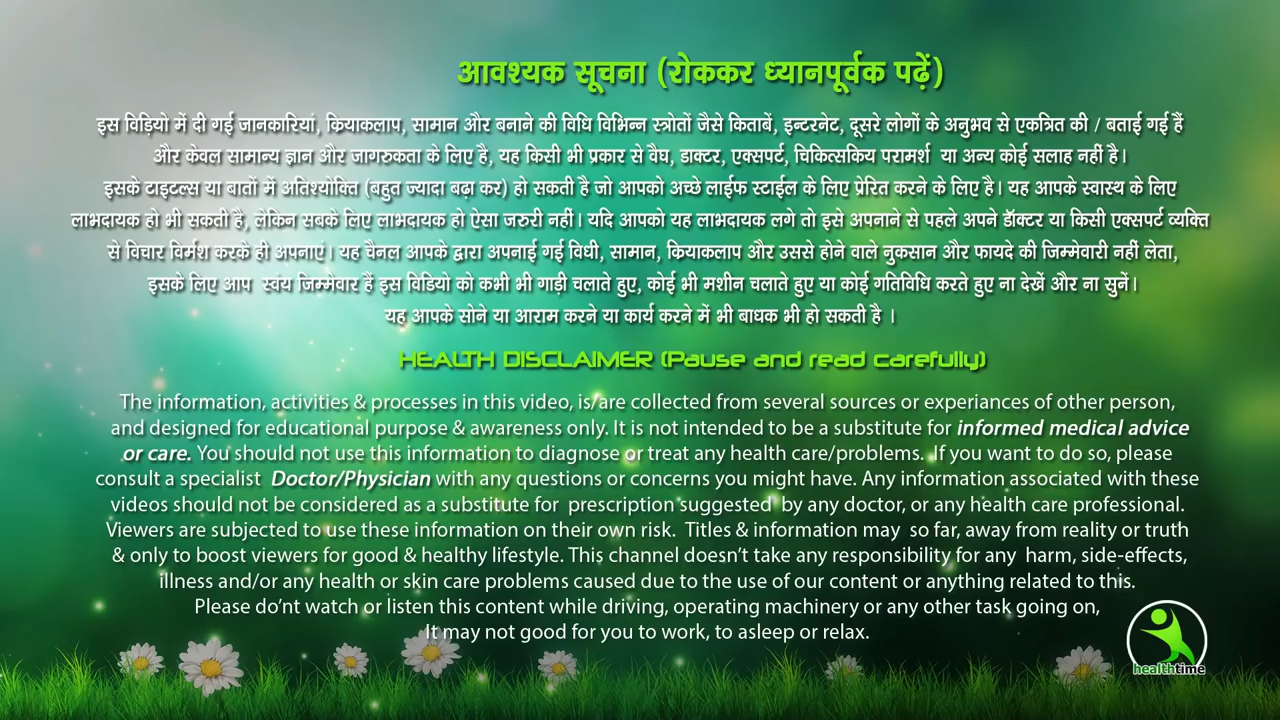 आवश्यक सूचना (रोककर ध्यानपूर्वक पढ़ें)
इस विड़ियो में दी गई जानकारियां, क्रियाकलाप, सामान और बनाने की विधि विभिन्न स्त्रोतों जैसे किताबें, इन्टरनेट, दूसरे लोगों के अनुभव से एकत्रित की / बताई गई हैं
और केवल सामान्य ज्ञान और जागरुकता के लिए है, यह किसी भी प्रकार से वैघ, डाक्टर, एक्सपर्ट, चिकित्सकिय परामर्श या अन्य कोई सलाह नहीं है।
इसके टाइटल्स या बातों में अतिश्योक्ति (बहुत ज्यादा बढ़ा कर) हो सकती है जो आपको अच्छे लाईफ स्टाईल के लिए प्रेरित करने के लिए है। यह आपके स्वास्थ के लिए
लाभदायक हो भी सकती है, लेकिन सबके लिए लाभदायक हो ऐसा जरुरी नहीं। यदि आपको यह लाभदायक लगे तो इसे अपनाने से पहले अपने डॅाक्टर या किसी एक्सपर्ट व्यक्ति
से विचार विर्मश करके ही अपनाएं। यह चैनल आपके द्वारा अपनाई गई विधी, सामान, क्रियाकलाप और उससे होने वाले नुकसान और फायदे की जिम्मेवारी नहीं लेता,
इसके लिए आप स्वंय जिम्मेवार हैं इस विडियो को कभी भी गाड़ी चलाते हुए, कोई भी मशीन चलाते हुए या कोई गतिविधि करते हुए ना देखें और ना सुनें।
यह आपके सोने या आराम करने या कार्य करने में भी बाधक भी हो सकती है ।
HEALTH DISCLAIMER (Pause and read carefully)
The information, activities & processes in this video, is/are collected from several sources or experiances of other person,
and designed for educational purpose & awareness only. It is not intended to be a substitute for informed medical advice
or care. You should not use this information to diagnose or treat any health care/problems. If you want to do so, please
consult a specialist Doctor/Physician with any questions or concerns you might have. Any information associated with these
videos should not be considered as a substitute for prescription suggested by any doctor, or any health care professional.
Viewers are subjected to use these information on their own risk. Titles & information may so far, away from reality or truth
& only to boost viewers for good & healthy lifestyle. This channel doesn't take any responsibility for any harm, side-effects,
illness and/or any health or skin care problems caused due to the use of our content or anything related to this.
Please do'nt watch or listen this content while driving, operating machinery or any other task going on,
It may not good for you to work, to asleep or relax.
healthtime